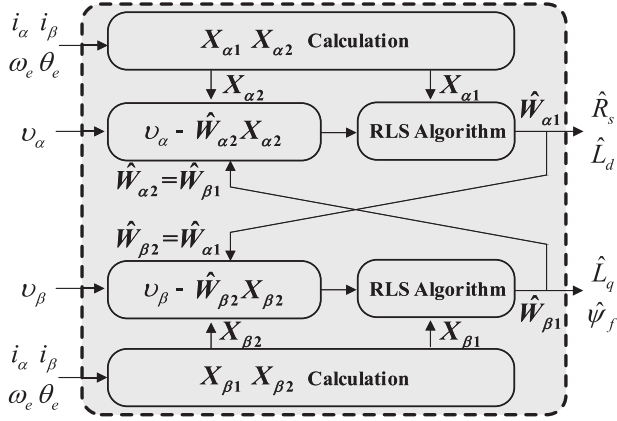 i_α i_β
ω_e θ_e
X_α1 X_α2 Calculation
X_α2
X_α1
υ_α
υ_α - Ŵ_α2 X_α2
RLS Algorithm
Ŵ_α1
R̂_s
L̂_d
Ŵ_α2=Ŵ_β1
Ŵ_β2=Ŵ_α1
υ_β
υ_β - Ŵ_β2 X_β2
RLS Algorithm
Ŵ_β1
L̂_q
ψ̂_f
X_β2
X_β1
i_α i_β
ω_e θ_e
X_β1 X_β2 Calculation